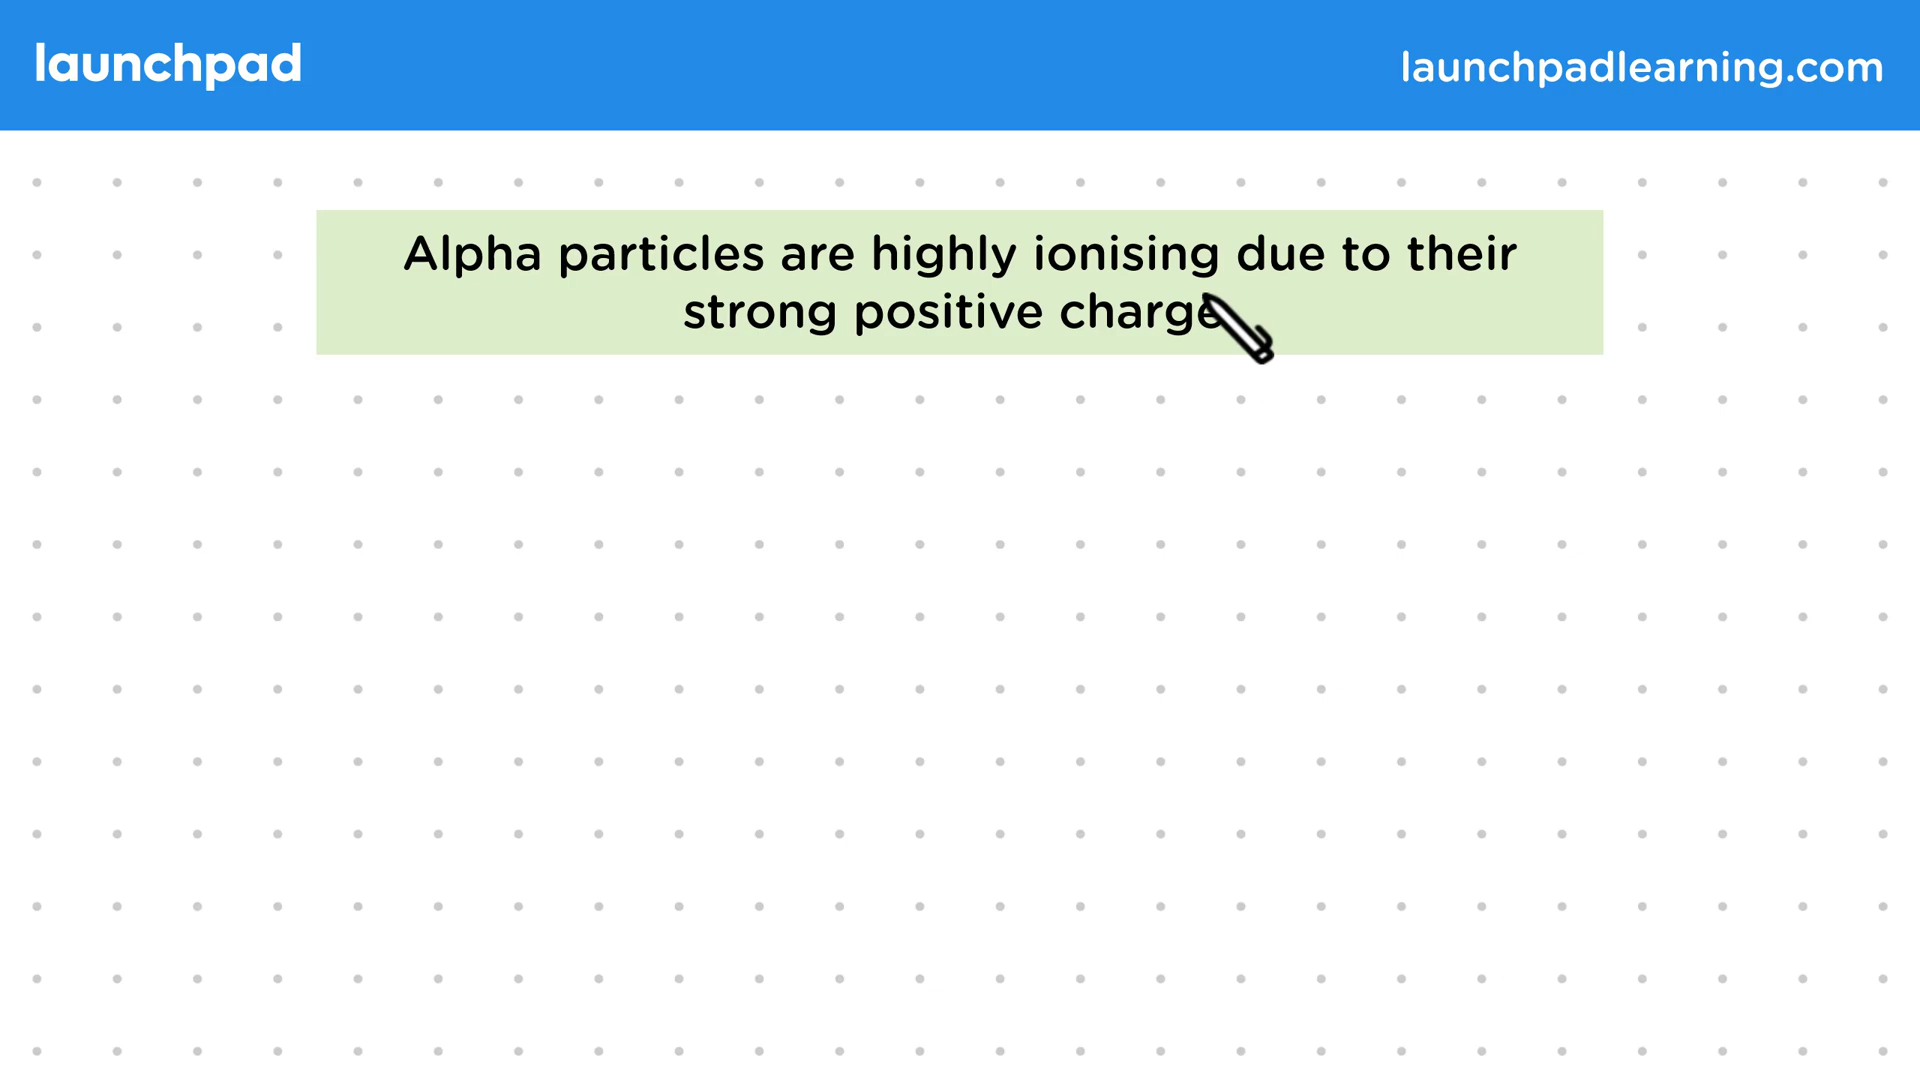 launchpad
launchpadlearning.com
Alpha particles are highly ionising due to their
strong positive charge